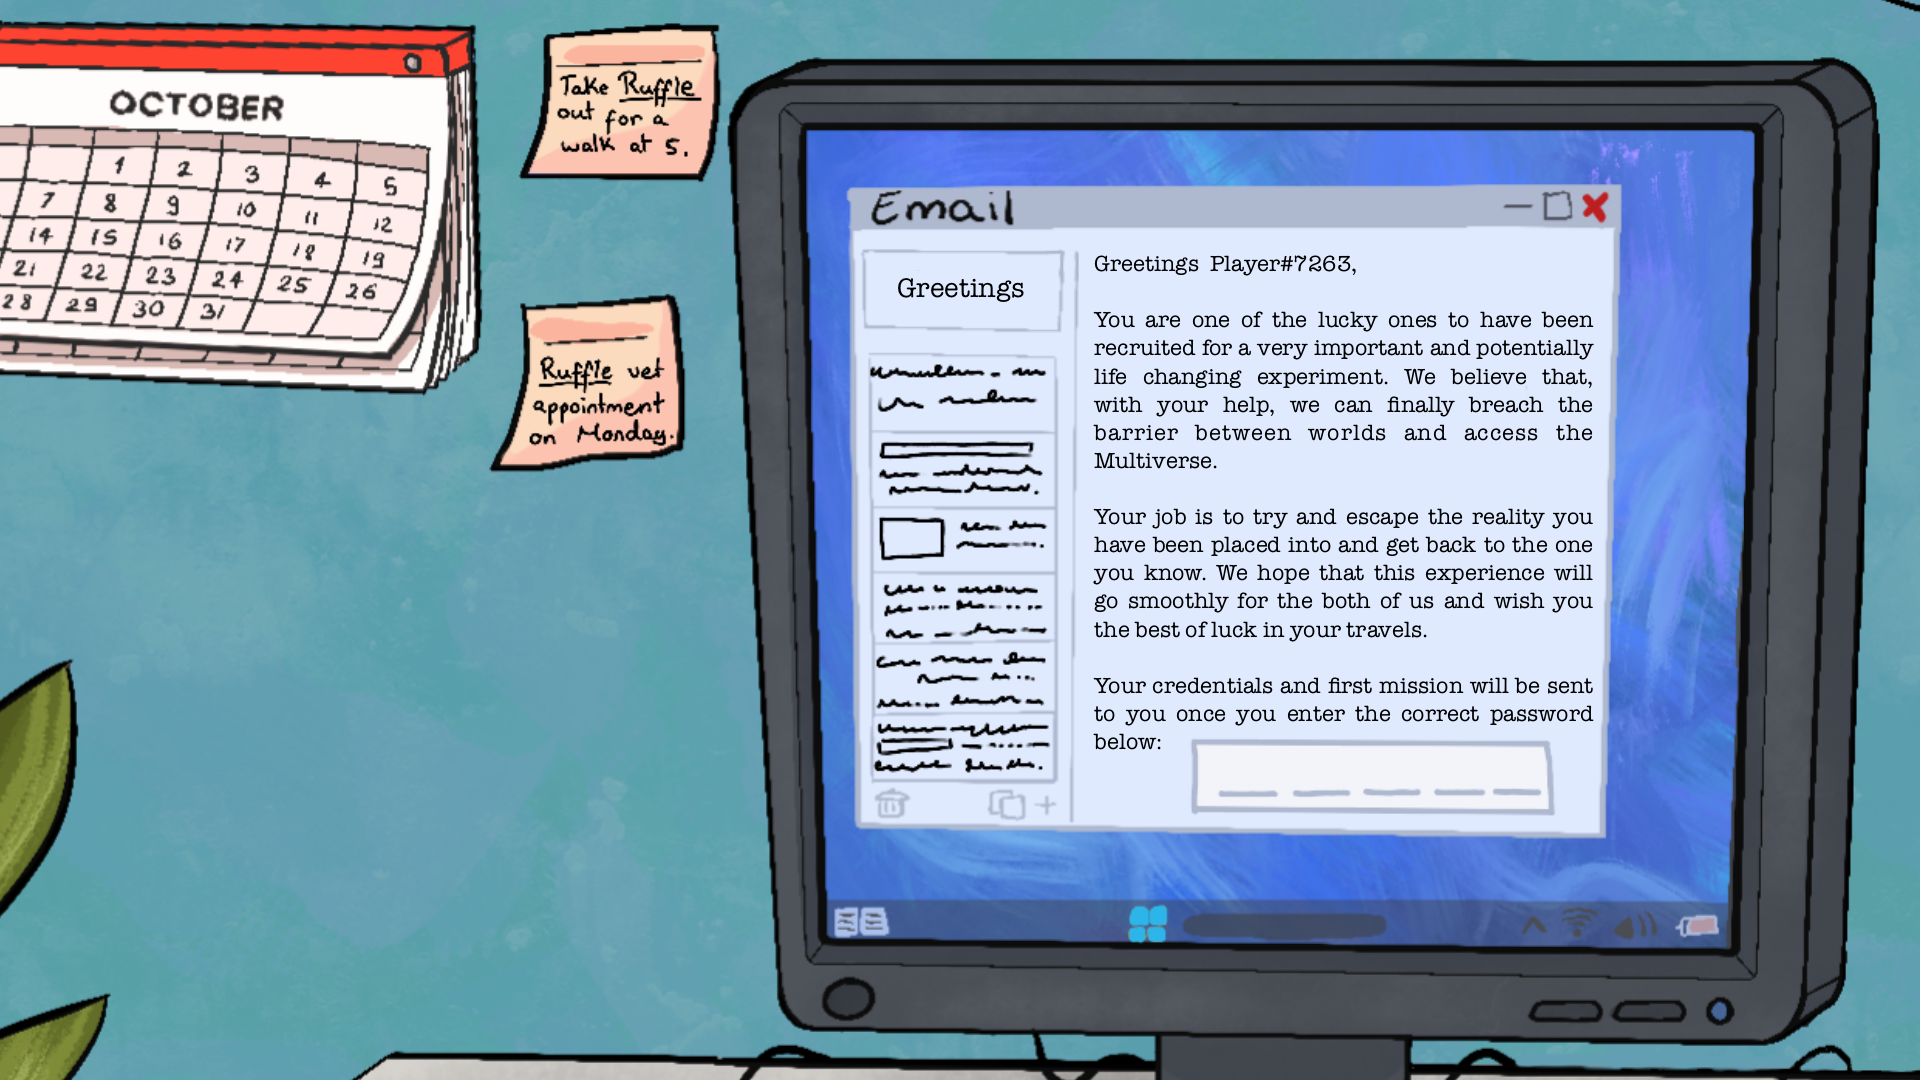 OCTOBER
1 2 3 4 5
7 8 9 10 11 12
14 15 16 17 18 19
21 22 23 24 25 26
28 29 30 31
Take Ruffle
out for a
walk at 5.
Ruffle vet
appointment
on Monday.
Email
Greetings
Greetings Player#7263,
You are one of the lucky ones to have been
recruited for a very important and potentially
life changing experiment. We believe that,
with your help, we can finally breach the
barrier between worlds and access the
Multiverse.
Your job is to try and escape the reality you
have been placed into and get back to the one
you know. We hope that this experience will
go smoothly for the both of us and wish you
the best of luck in your travels.
Your credentials and first mission will be sent
to you once you enter the correct password
below: